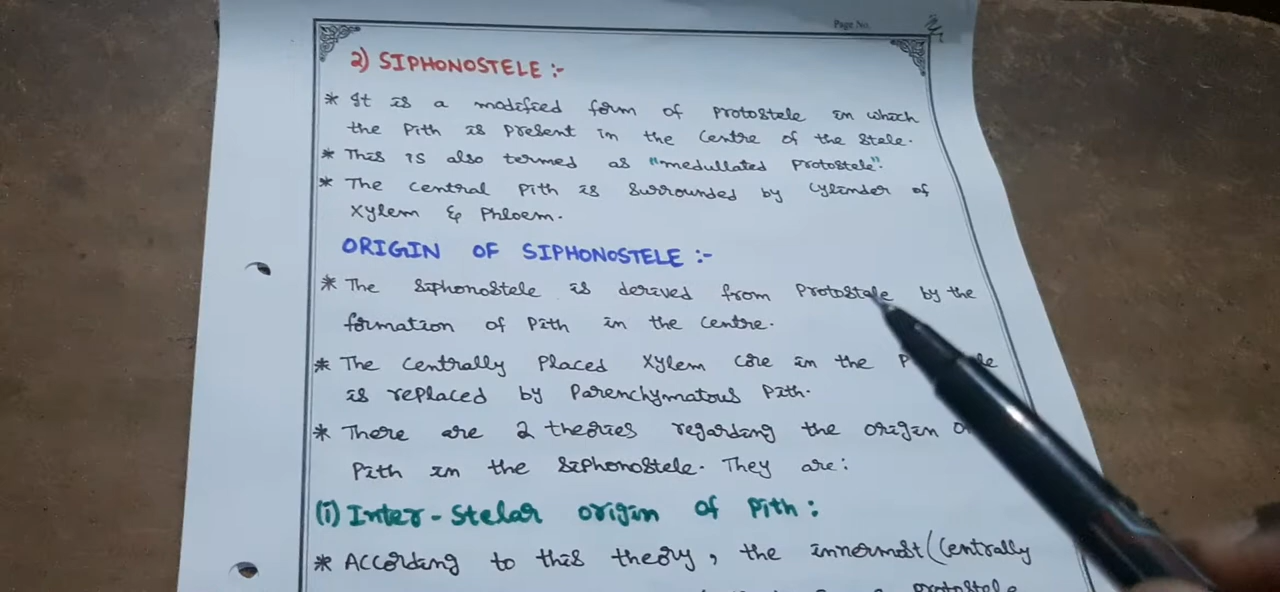 Page No.
2) SIPHONOSTELE :-
* It is a modified form of Protostele in which
the Pith is present in the centre of the stele.
* This is also termed as "medullated Protostele".
* The central Pith is surrounded by cylinder of
Xylem & Phloem.
ORIGIN OF SIPHONOSTELE :-
* The Siphonostele is derived from Protostele by the
formation of Pith in the centre.
* The centrally Placed Xylem core in the
is replaced by Parenchymatous Pith.
* There are 2 theories regarding the origin
Pith in the Siphonostele. They are :
(i) Inter-Stelar origin of Pith :
* According to this theory, the innermost (centrally
protostele